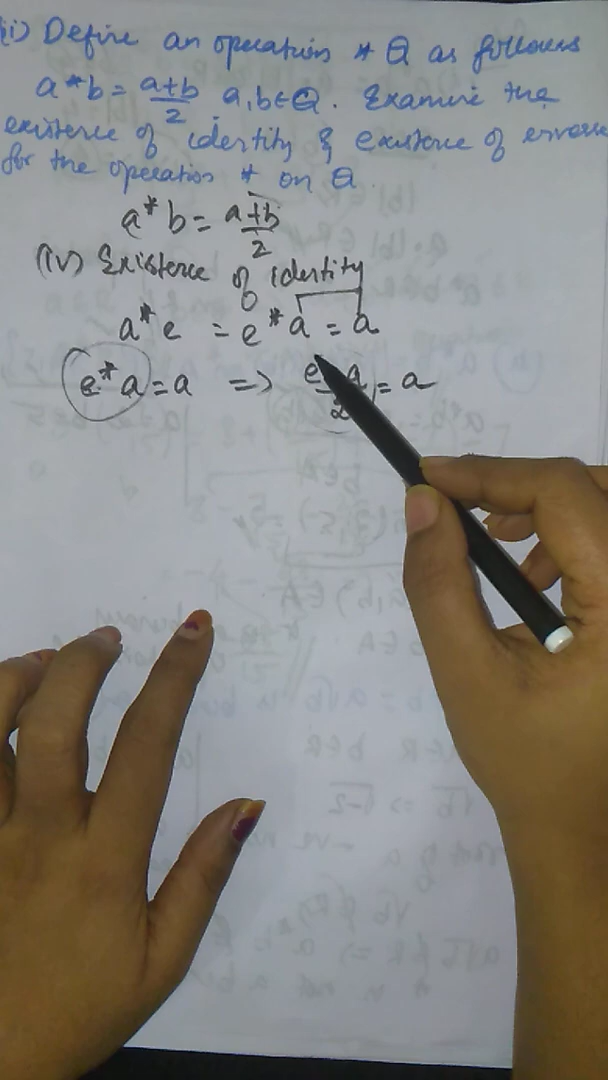 ii) Define an operation * Q as follows
a*b = a+b/2 a,b∈Q. Examine the
existence of identity & existence of
for the operation * on Q
a*b = a+b/2
(iv) Existence of identity
a*e = e*a = a
e*a = a => e a/2 = a